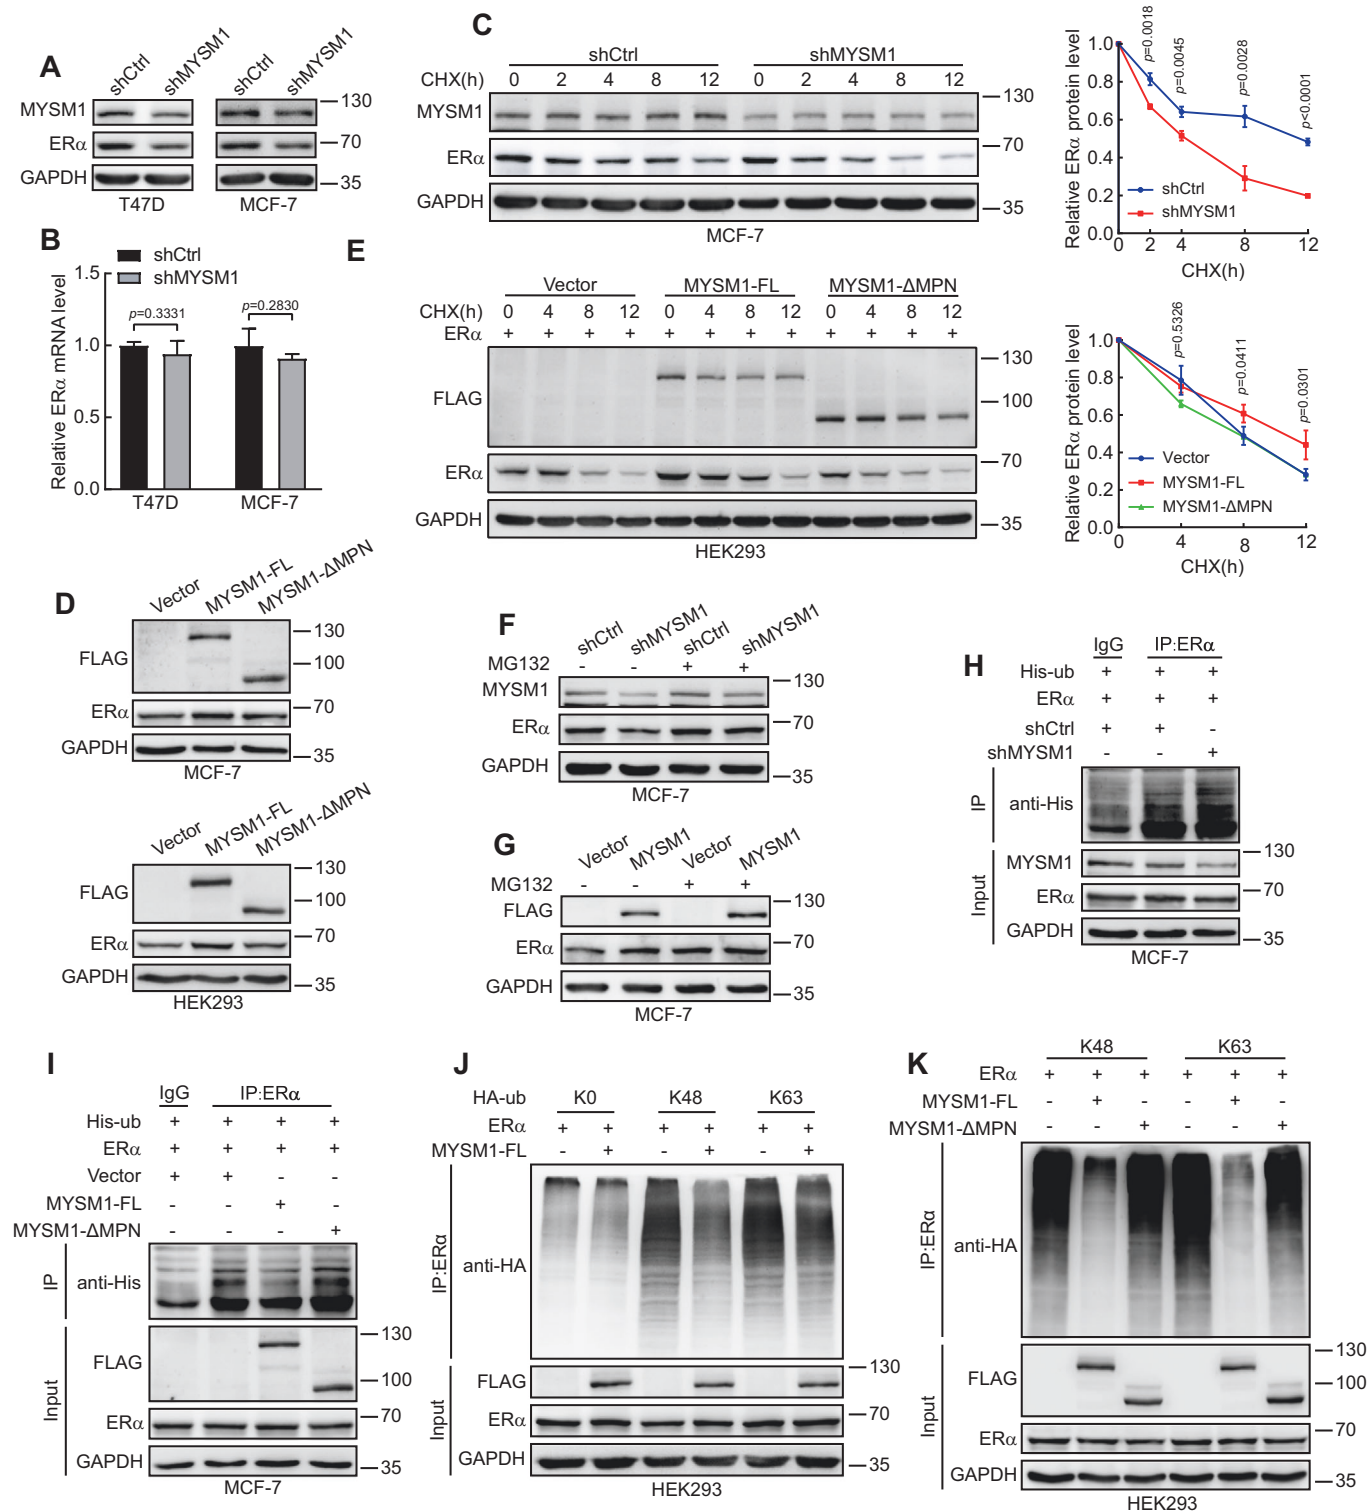 A
shCtrl
shMYSM1
shCtrl
shMYSM1
MYSM1
130
ERα
70
GAPDH
35
T47D
MCF-7
B
shCtrl
shMYSM1
Relative ERα mRNA level
1.5
1.0
0.5
0.0
p=0.3331
p=0.2830
T47D
MCF-7
C
shCtrl
shMYSM1
CHX(h) 0 2 4 8 12 0 2 4 8 12
MYSM1
130
ERα
70
GAPDH
35
MCF-7
Relative ERα protein level
1.0
0.8
0.6
0.4
0.2
0.0
p=0.0018
p=0.0045
p=0.0028
p<0.0001
shCtrl
shMYSM1
0 2 4 8 12
CHX(h)
E
Vector
MYSM1-FL
MYSM1-ΔMPN
CHX(h) 0 4 8 12 0 4 8 12 0 4 8 12
ERα + + + + + + + + + + + +
FLAG
130
100
ERα
70
GAPDH
35
HEK293
Relative ERα protein level
1.0
0.8
0.6
0.4
0.2
0
p=0.5326
p=0.0411
p=0.0301
Vector
MYSM1-FL
MYSM1-ΔMPN
0 4 8 12
CHX(h)
D
Vector
MYSM1-FL
MYSM1-ΔMPN
FLAG
130
100
ERα
70
GAPDH
35
MCF-7
Vector
MYSM1-FL
MYSM1-ΔMPN
FLAG
130
100
ERα
70
GAPDH
35
HEK293
F
shCtrl
shMYSM1
shCtrl
shMYSM1
MG132 - - + +
MYSM1
130
ERα
70
GAPDH
35
MCF-7
G
Vector
MYSM1
Vector
MYSM1
MG132 - - + +
FLAG
130
ERα
70
GAPDH
35
MCF-7
H
IgG
IP:ERα
His-ub + + +
ERα + + +
shCtrl + + -
shMYSM1 - - +
IP
anti-His
Input
MYSM1
130
ERα
70
GAPDH
35
MCF-7
I
IgG
IP:ERα
His-ub + + + +
ERα + + + +
Vector + + - -
MYSM1-FL - - + -
MYSM1-ΔMPN - - - +
IP
anti-His
Input
FLAG
130
100
ERα
70
GAPDH
35
MCF-7
J
HA-ub K0 K48 K63
ERα + + + + + +
MYSM1-FL - + - + - +
IP:ERα
anti-HA
Input
FLAG
130
ERα
70
GAPDH
35
HEK293
K
K48 K63
ERα + + + + + +
MYSM1-FL - + - - + -
MYSM1-ΔMPN - - + - - +
IP:ERα
anti-HA
Input
FLAG
130
100
ERα
70
GAPDH
35
HEK293